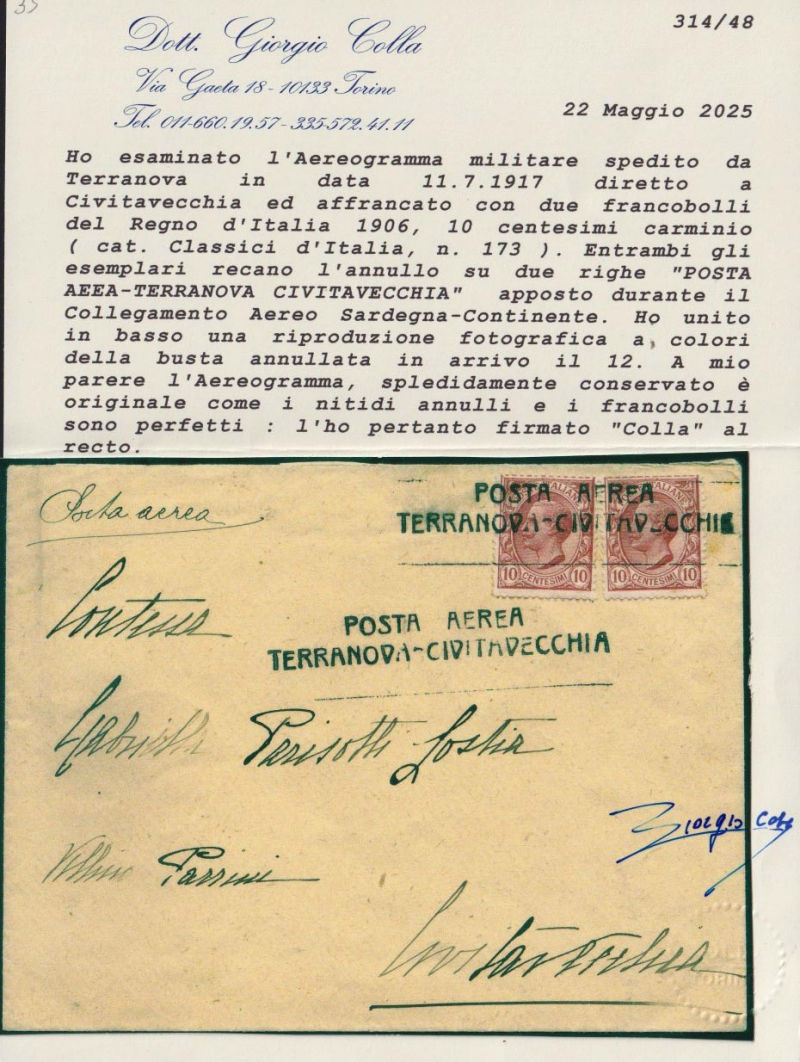 33
314/48
Dott. Giorgio Colla
Via Gaeta 18 - 10133 Torino
Tel. 011-660.19.57 - 335-572.41.11
22 Maggio 2025
Ho esaminato l'Aereogramma militare spedito da
Terranova in data 11.7.1917 diretto a
Civitavecchia ed affrancato con due francobolli
del Regno d'Italia 1906, 10 centesimi carminio
( cat. Classici d'Italia, n. 173 ). Entrambi gli
esemplari recano l'annullo su due righe "POSTA
AEEA-TERRANOVA CIVITAVECCHIA" apposto durante il
Collegamento Aereo Sardegna-Continente. Ho unito
in basso una riproduzione fotografica a colori
della busta annullata in arrivo il 12. A mio
parere l'Aereogramma, spledidamente conservato è
originale come i nitidi annulli e i francobolli
sono perfetti : l'ho pertanto firmato "Colla" al
recto.
Posta aerea
POSTA AEREA
TERRANOVA-CIVITAVECCHIA
10 CENTESIMI 10
10 CENTESIMI 10
Contessa
POSTA AEREA
TERRANOVA-CIVITAVECCHIA
Gabriella Parisotti Costia
Giorgio Colla
Villino Parrini
Civitavecchia